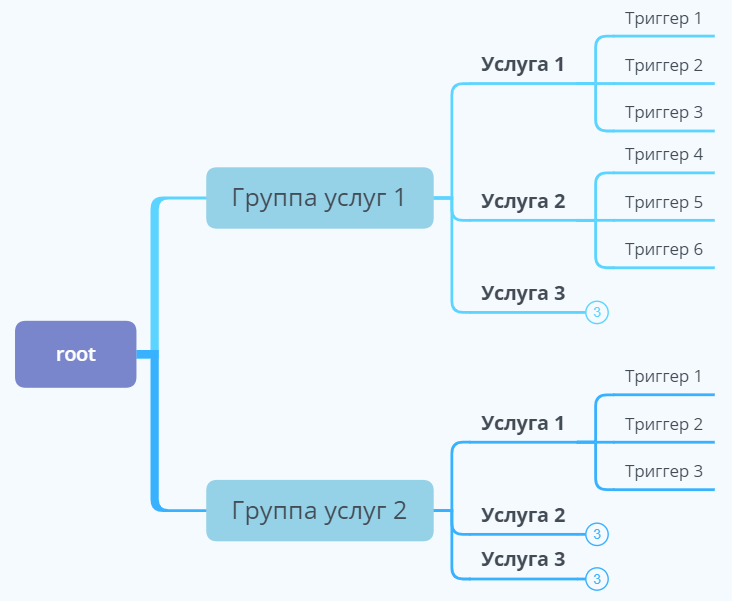 root
Группа услуг 1
Услуга 1
Триггер 1
Триггер 2
Триггер 3
Услуга 2
Триггер 4
Триггер 5
Триггер 6
Услуга 3
3
Группа услуг 2
Услуга 1
Триггер 1
Триггер 2
Триггер 3
Услуга 2
3
Услуга 3
3